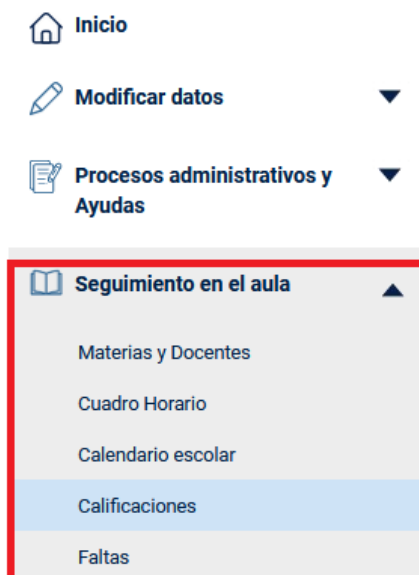 Inicio
Modificar datos
Procesos administrativos y
Ayudas
Seguimiento en el aula
Materias y Docentes
Cuadro Horario
Calendario escolar
Calificaciones
Faltas